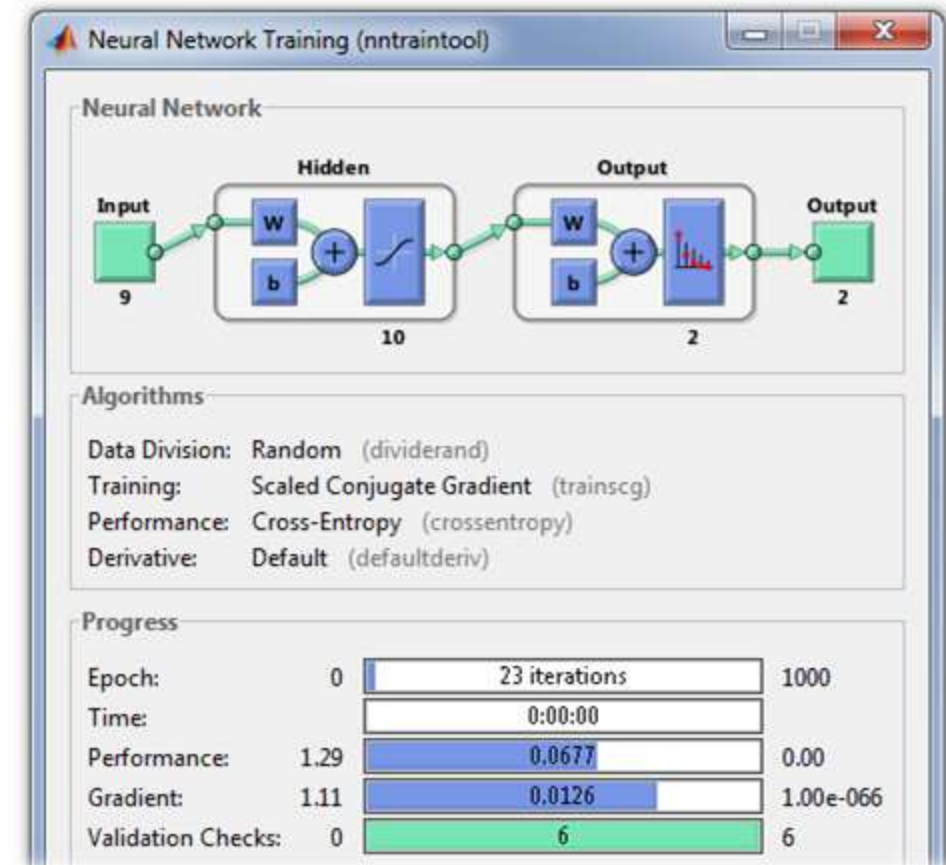 Neural Network Training (nntraintool)
Neural Network
Hidden
Output
Input
Output
W
b
W
b
9
2
10
2
Algorithms
Data Division: Random (dividerand)
Training: Scaled Conjugate Gradient (trainscg)
Performance: Cross-Entropy (crossentropy)
Derivative: Default (defaultderiv)
Progress
Epoch: 0 23 iterations 1000
Time: 0:00:00
Performance: 1.29 0.0677 0.00
Gradient: 1.11 0.0126 1.00e-066
Validation Checks: 0 6 6